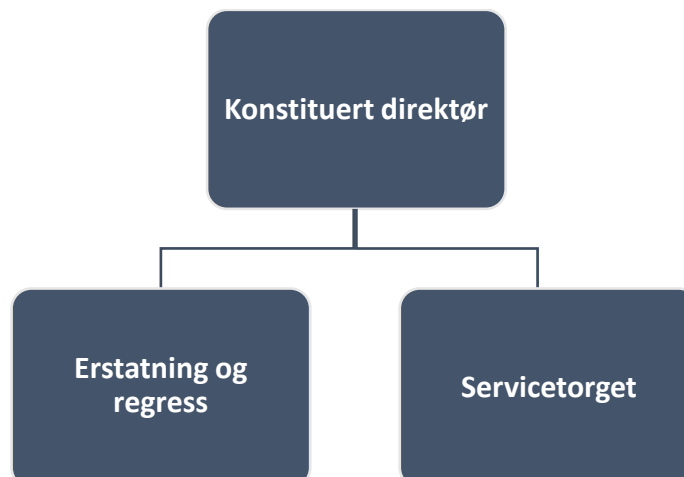 Konstituert direktør
Erstatning og
regress
Servicetorget